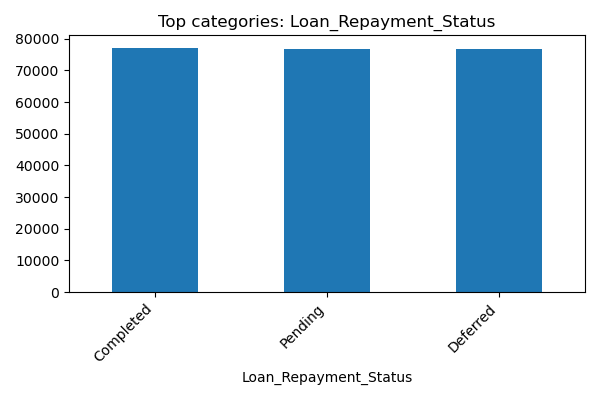 Top categories: Loan_Repayment_Status
80000
70000
60000
50000
40000
30000
20000
10000
0
Completed
Pending
Deferred
Loan_Repayment_Status